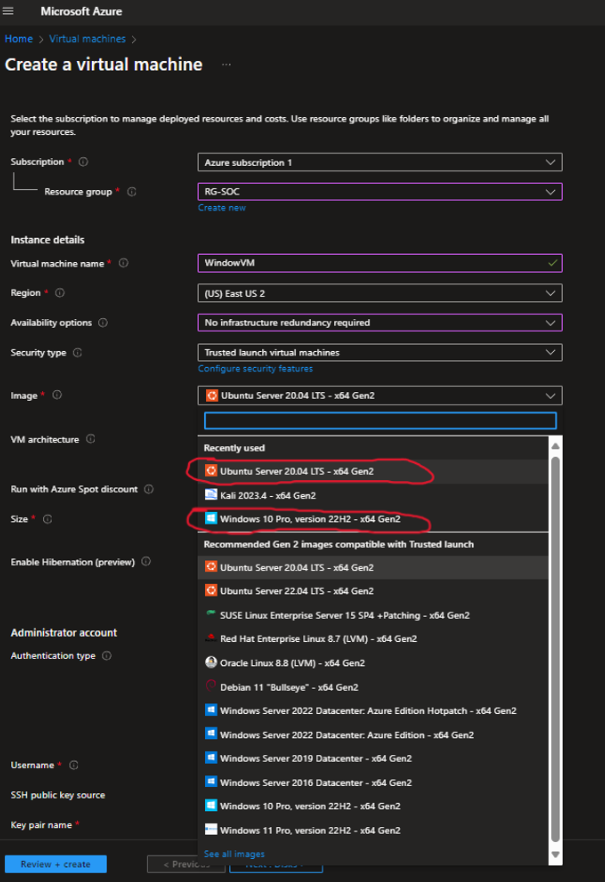 Microsoft Azure
Home > Virtual machines >
Create a virtual machine ...
Select the subscription to manage deployed resources and costs. Use resource groups like folders to organize and manage all
your resources.
Subscription * Azure subscription 1
Resource group * RG-SOC
Create new
Instance details
Virtual machine name * WindowVM
Region * (US) East US 2
Availability options No infrastructure redundancy required
Security type Trusted launch virtual machines
Configure security features
Image * Ubuntu Server 20.04 LTS - x64 Gen2
VM architecture
Recently used
Ubuntu Server 20.04 LTS - x64 Gen2
Run with Azure Spot discount
Kali 2023.4 - x64 Gen2
Size *
Windows 10 Pro, version 22H2 - x64 Gen2
Recommended Gen 2 images compatible with Trusted launch
Enable Hibernation (preview)
Ubuntu Server 20.04 LTS - x64 Gen2
Ubuntu Server 22.04 LTS - x64 Gen2
SUSE Linux Enterprise Server 15 SP4 +Patching - x64 Gen2
Administrator account
Red Hat Enterprise Linux 8.7 (LVM) - x64 Gen2
Authentication type
Oracle Linux 8.8 (LVM) - x64 Gen2
Debian 11 "Bullseye" - x64 Gen2
Windows Server 2022 Datacenter: Azure Edition Hotpatch - x64 Gen2
Windows Server 2022 Datacenter: Azure Edition - x64 Gen2
Username *
Windows Server 2019 Datacenter - x64 Gen2
Windows Server 2016 Datacenter - x64 Gen2
SSH public key source
Windows 10 Pro, version 22H2 - x64 Gen2
Key pair name *
Windows 11 Pro, version 22H2 - x64 Gen2
See all images
Review + create
< Previous